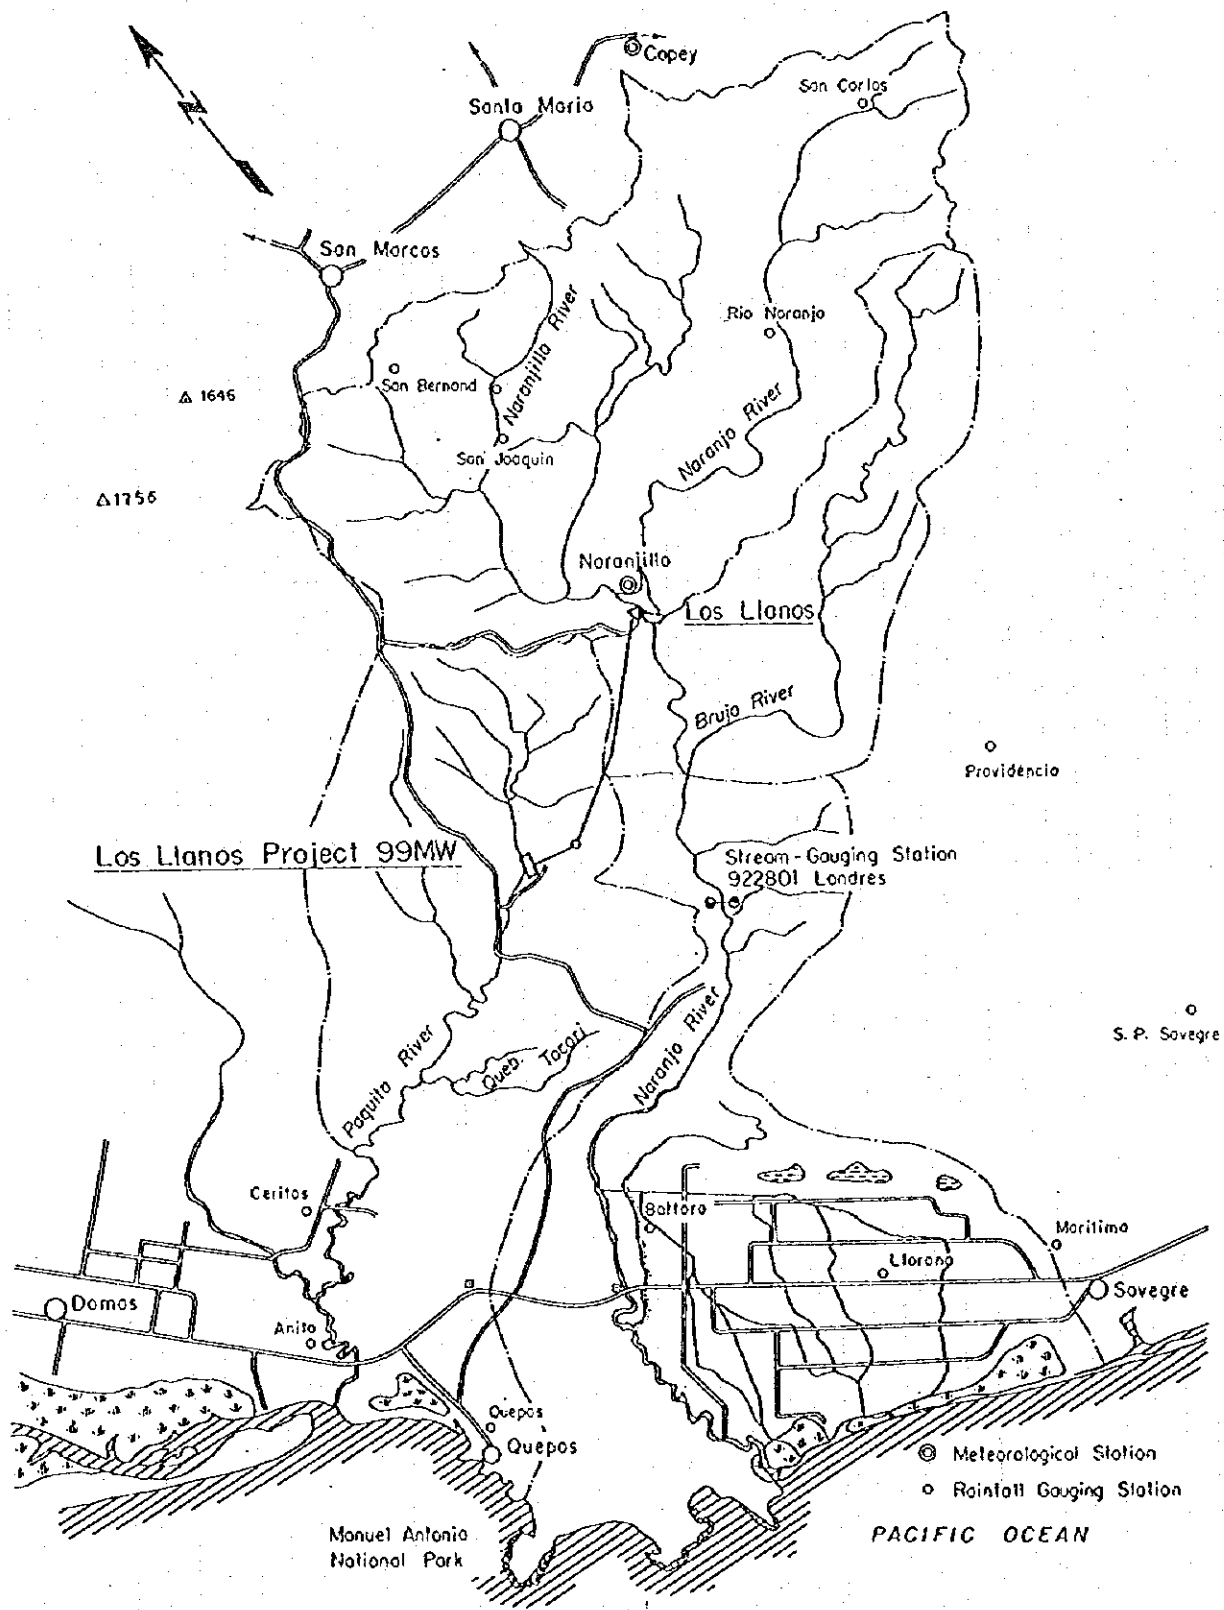 Copey
San Carlos
Santa Maria
N
San Marcos
Rio Naranjo
Naranjilla River
San Bernand
△ 1646
Naranjo River
San Joaquin
△1756
Naranjillo
Los Llanos
Brujo River
Providencia
Los Llanos Project 99MW
Stream-Gauging Station
922801 Londres
S. P. Savegre
Naranjo River
Queb. Tocori
Paquita River
Ceritos
Battara
Maritima
Llorona
Savegre
Damas
Anita
Quepos
Quepos
Meteorological Station
Rainfall Gauging Station
PACIFIC OCEAN
Manuel Antonio
National Park